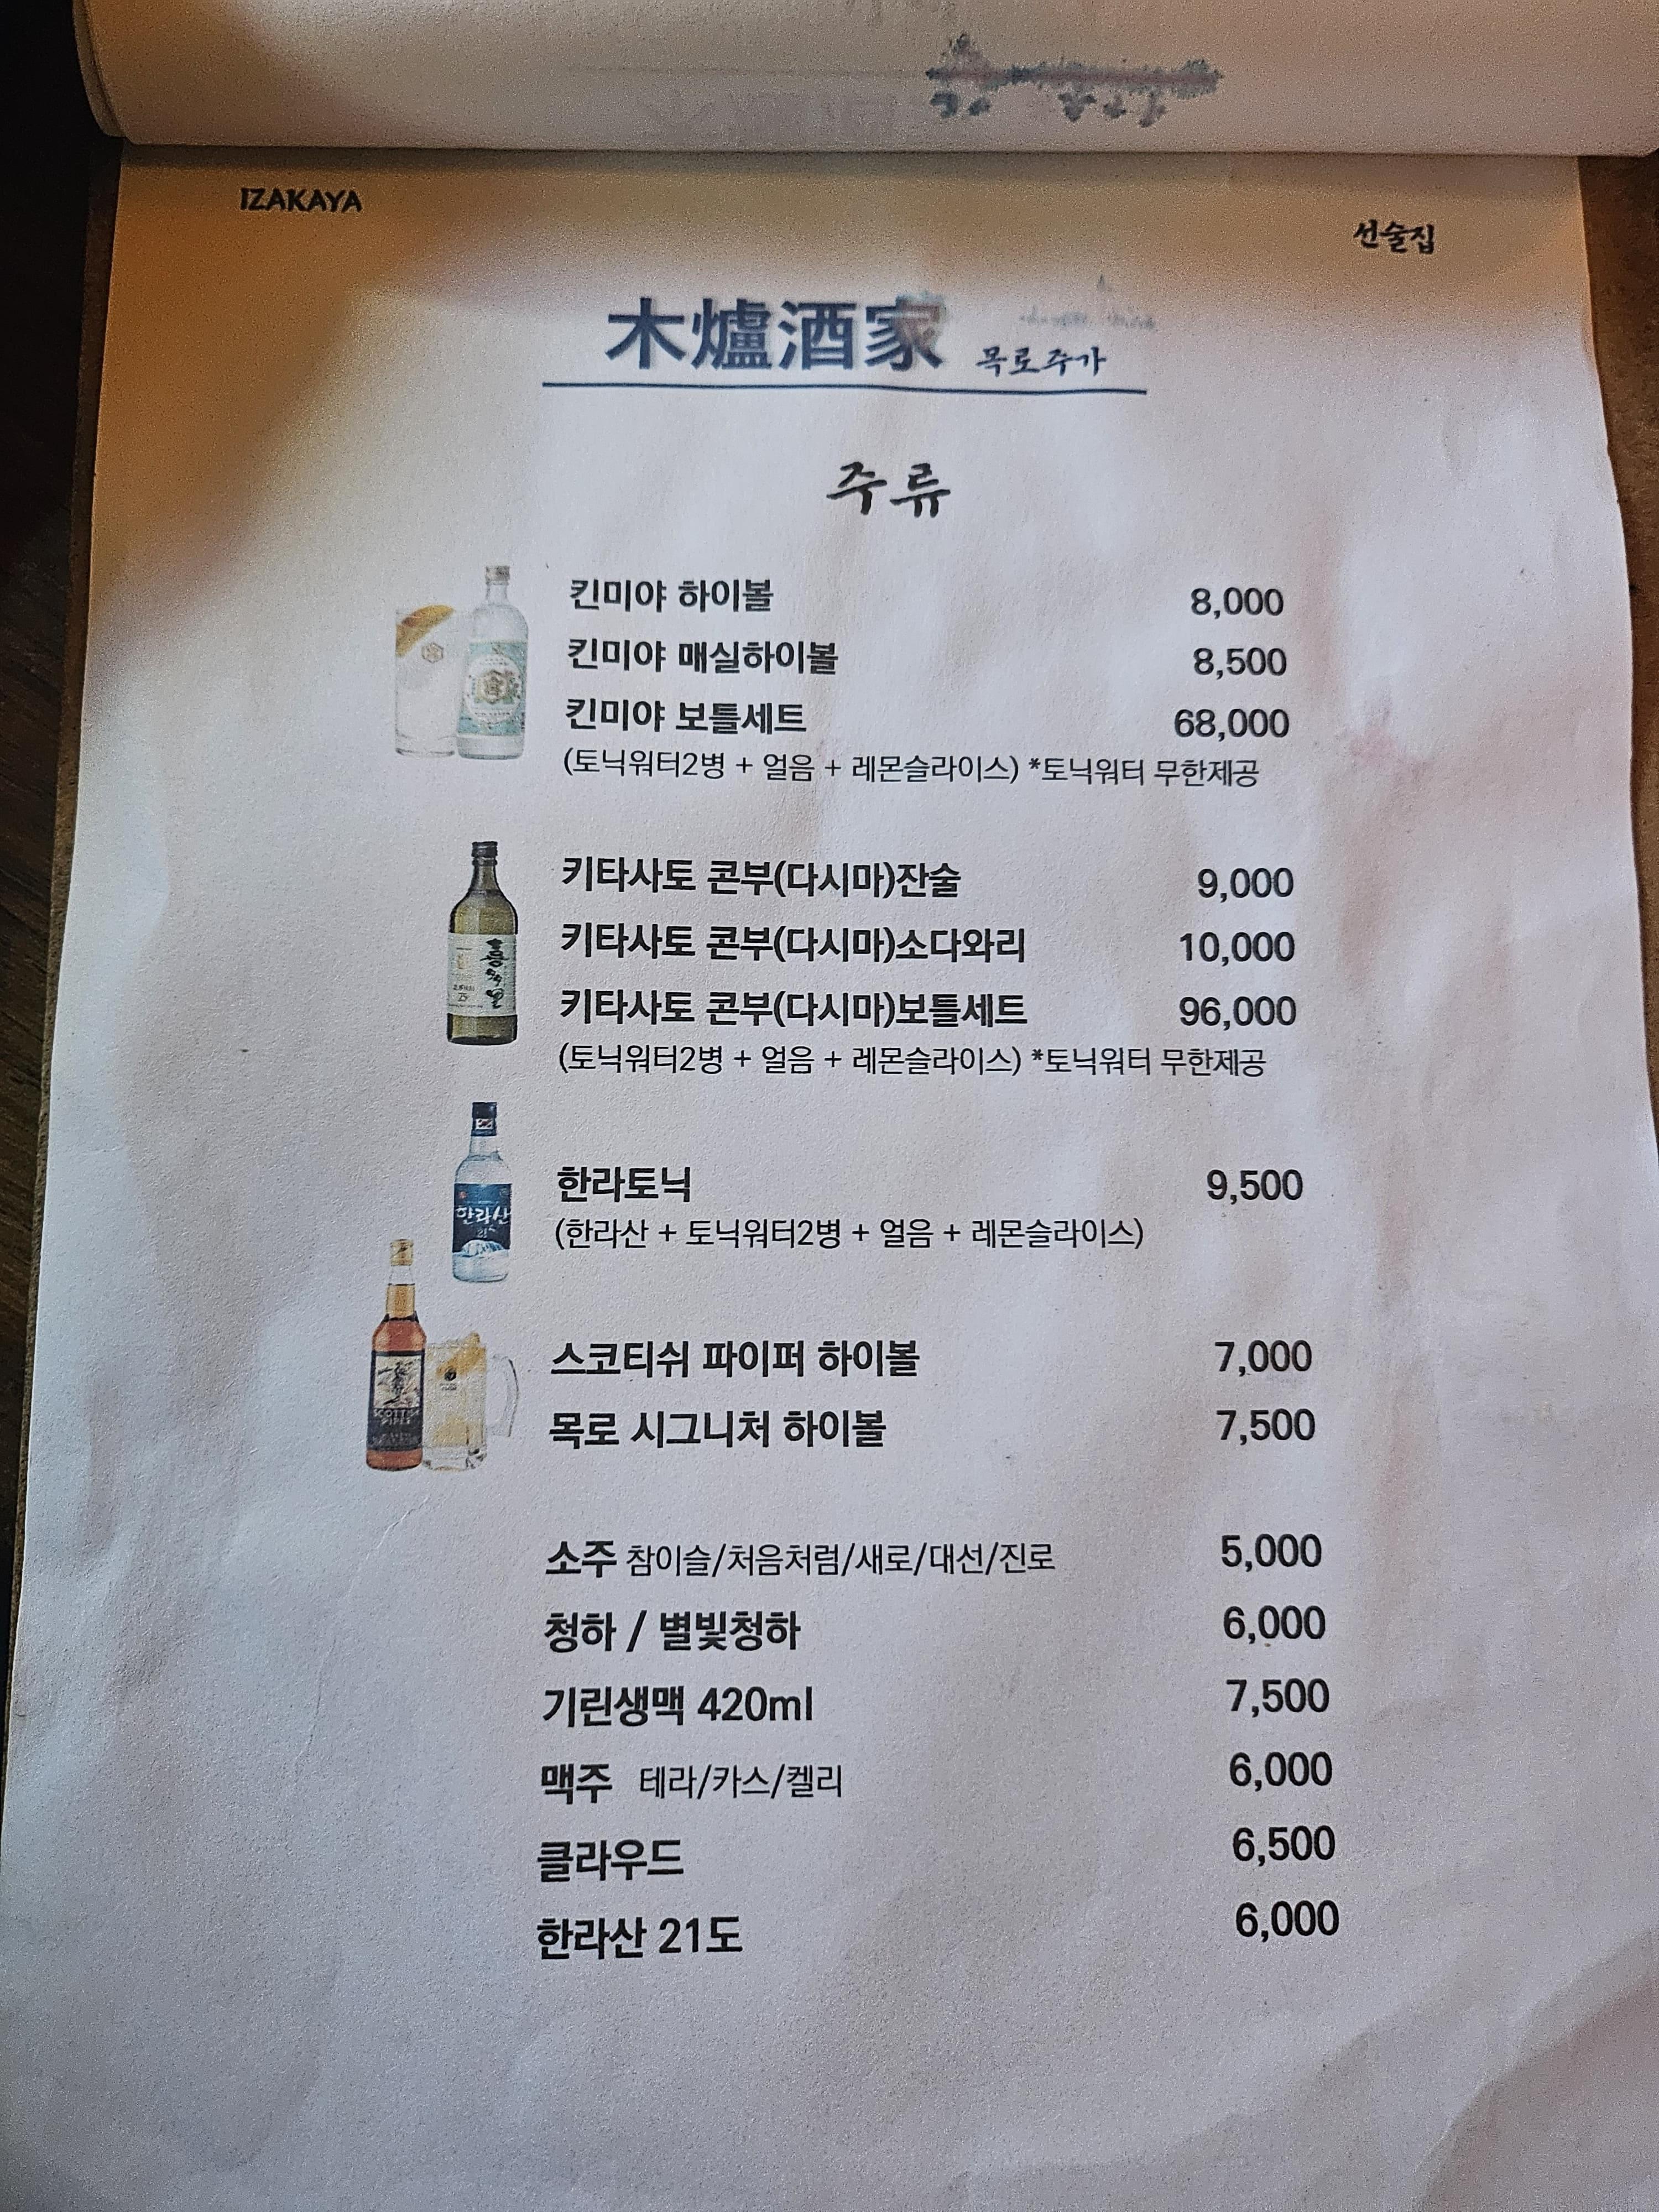 IZAKAYA
선술집
木爐酒家 목로주가
주류
킨미야 하이볼 8,000
킨미야 매실하이볼 8,500
킨미야 보틀세트 68,000
(토닉워터2병 + 얼음 + 레몬슬라이스) *토닉워터 무한제공
키타사토 콘부(다시마)잔술 9,000
키타사토 콘부(다시마)소다와리 10,000
키타사토 콘부(다시마)보틀세트 96,000
(토닉워터2병 + 얼음 + 레몬슬라이스) *토닉워터 무한제공
한라산
21
한라토닉 9,500
(한라산 + 토닉워터2병 + 얼음 + 레몬슬라이스)
스코티쉬 파이퍼 하이볼 7,000
목로 시그니처 하이볼 7,500
소주 참이슬/처음처럼/새로/대선/진로 5,000
청하 / 별빛청하 6,000
기린생맥 420ml 7,500
맥주 테라/카스/켈리 6,000
클라우드 6,500
한라산 21도 6,000